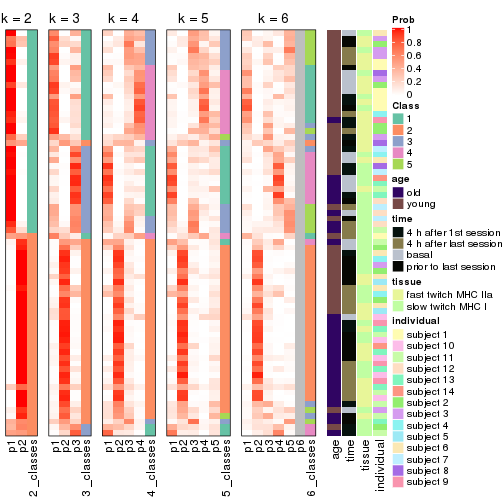 k = 2
k = 3
k = 4
k = 5
k = 6
Prob
1
0.8
0.6
0.4
0.2
0
Class
1
2
3
4
5
age
old
young
time
4 h after 1st session
4 h after last session
basal
prior to last session
tissue
fast twitch MHC IIa
slow twitch MHC I
individual
subject 1
subject 10
subject 11
subject 12
subject 13
subject 14
subject 2
subject 3
subject 4
subject 5
subject 6
subject 7
subject 8
subject 9
p1
p2
2_classes
p1
p2
p3
3_classes
p1
p2
p3
p4
4_classes
p1
p2
p3
p4
p5
5_classes
p1
p2
p3
p4
p5
p6
6_classes
age
time
tissue
individual